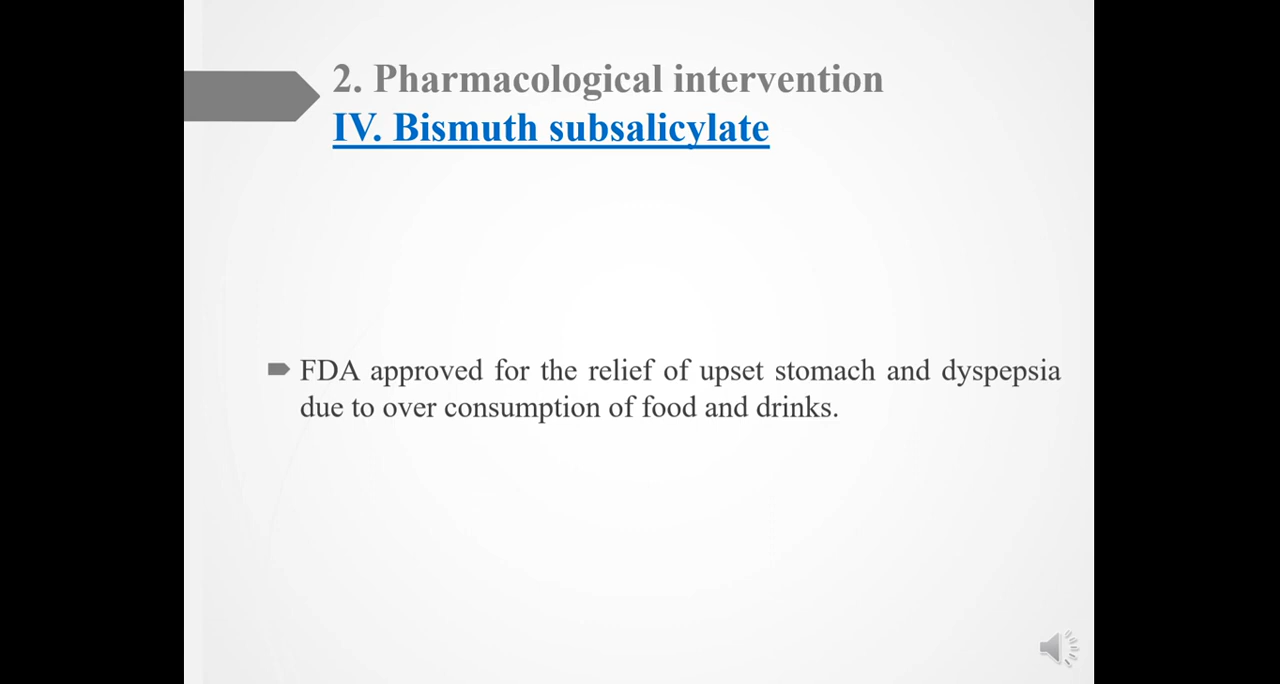 2. Pharmacological intervention
IV. Bismuth subsalicylate
FDA approved for the relief of upset stomach and dyspepsia
due to over consumption of food and drinks.